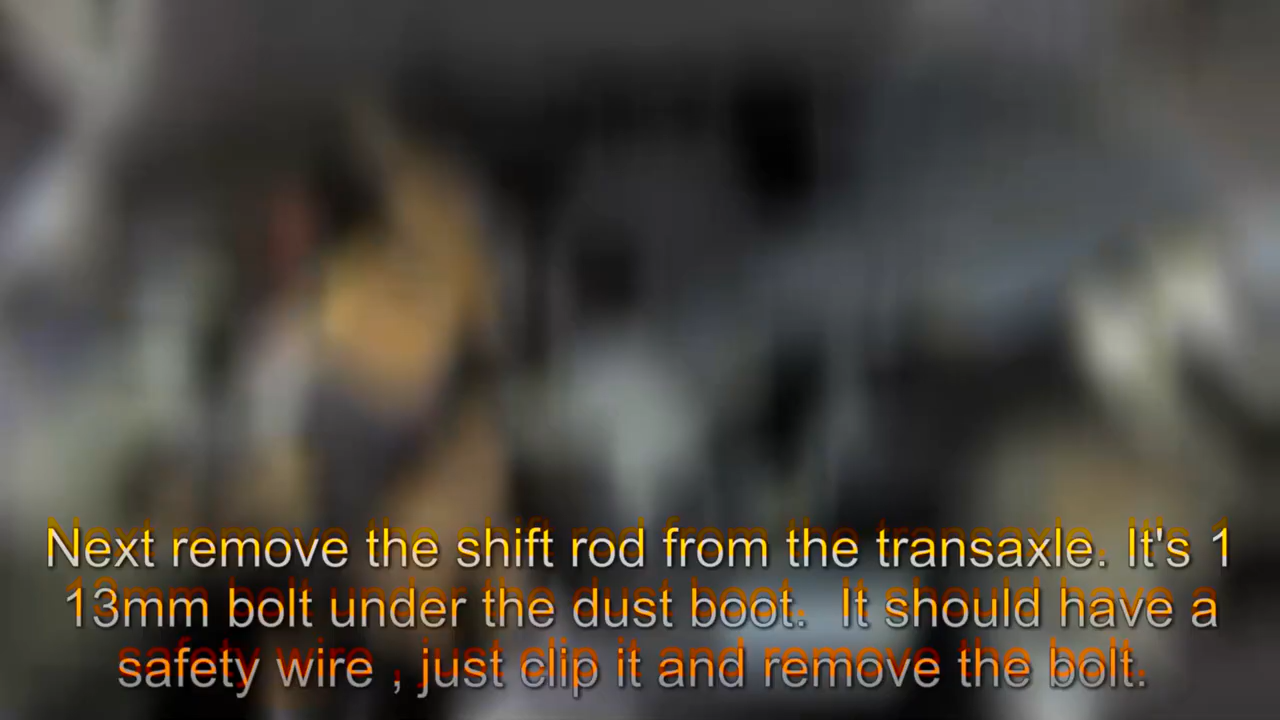 Next remove the shift rod from the transaxle. It's 1
13mm bolt under the dust boot.  It should have a
safety wire , just clip it and remove the bolt.